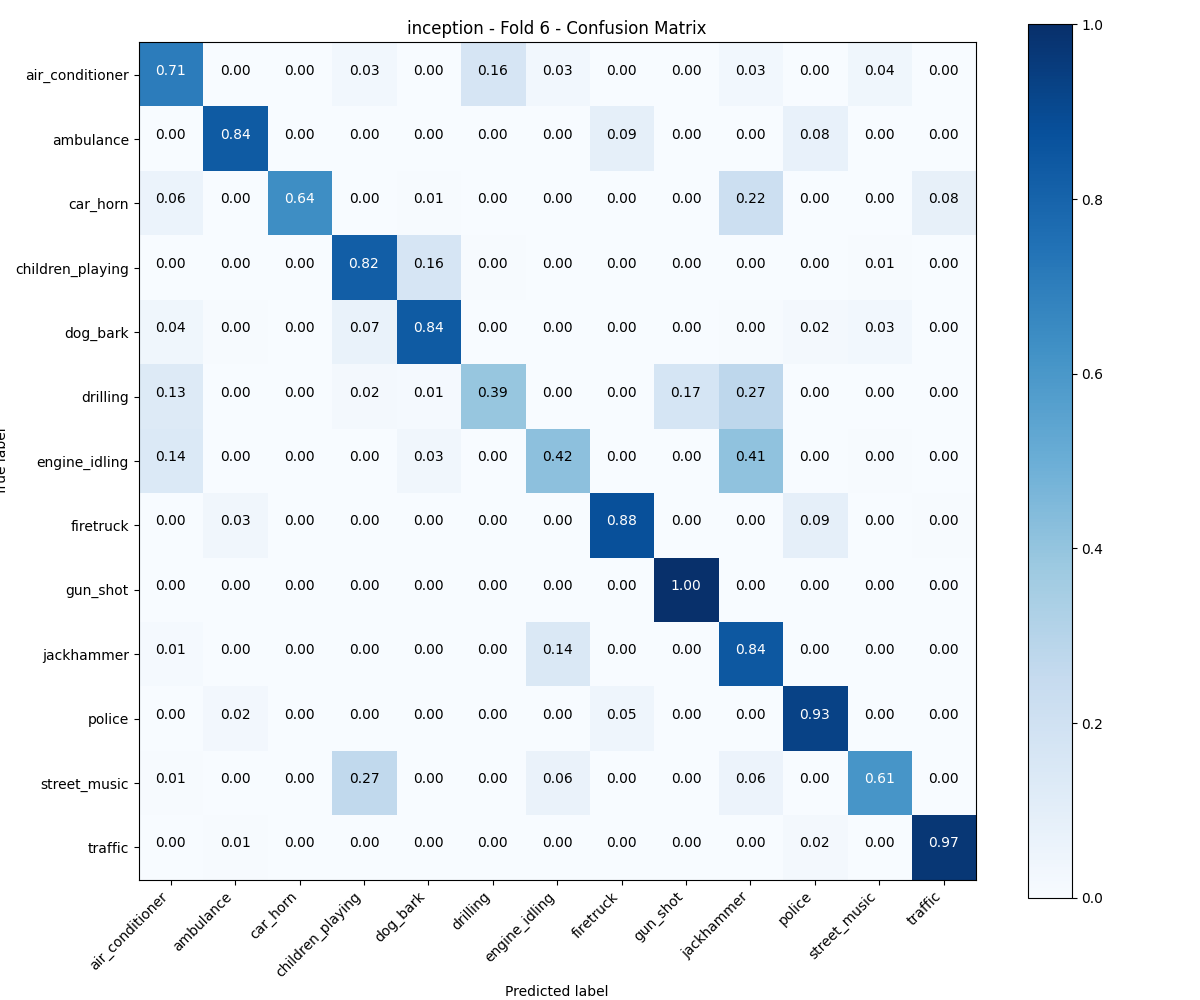 inception - Fold 6 - Confusion Matrix
air_conditioner 0.71 0.00 0.00 0.03 0.00 0.16 0.03 0.00 0.00 0.03 0.00 0.04 0.00
ambulance 0.00 0.84 0.00 0.00 0.00 0.00 0.00 0.09 0.00 0.00 0.08 0.00 0.00
car_horn 0.06 0.00 0.64 0.00 0.01 0.00 0.00 0.00 0.00 0.22 0.00 0.00 0.08
children_playing 0.00 0.00 0.00 0.82 0.16 0.00 0.00 0.00 0.00 0.00 0.00 0.01 0.00
dog_bark 0.04 0.00 0.00 0.07 0.84 0.00 0.00 0.00 0.00 0.00 0.02 0.03 0.00
drilling 0.13 0.00 0.00 0.02 0.01 0.39 0.00 0.00 0.17 0.27 0.00 0.00 0.00
engine_idling 0.14 0.00 0.00 0.00 0.03 0.00 0.42 0.00 0.00 0.41 0.00 0.00 0.00
firetruck 0.00 0.03 0.00 0.00 0.00 0.00 0.00 0.88 0.00 0.00 0.09 0.00 0.00
gun_shot 0.00 0.00 0.00 0.00 0.00 0.00 0.00 0.00 1.00 0.00 0.00 0.00 0.00
jackhammer 0.01 0.00 0.00 0.00 0.00 0.00 0.14 0.00 0.00 0.84 0.00 0.00 0.00
police 0.00 0.02 0.00 0.00 0.00 0.00 0.00 0.05 0.00 0.00 0.93 0.00 0.00
street_music 0.01 0.00 0.00 0.27 0.00 0.00 0.06 0.00 0.00 0.06 0.00 0.61 0.00
traffic 0.00 0.01 0.00 0.00 0.00 0.00 0.00 0.00 0.00 0.00 0.02 0.00 0.97
air_conditioner ambulance car_horn children_playing dog_bark drilling engine_idling firetruck gun_shot jackhammer police street_music traffic
Predicted label
label
1.0
0.8
0.6
0.4
0.2
0.0